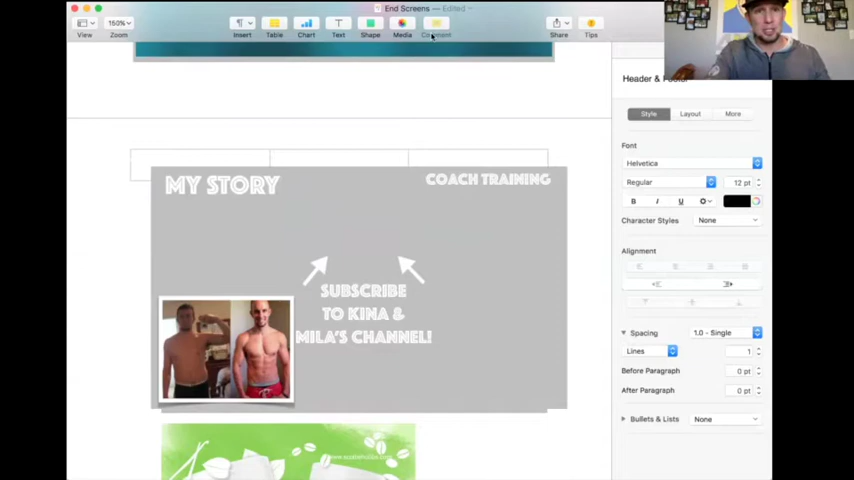 End Screens — Edited
150%
View
Zoom
Insert
Table
Chart
Text
Shape
Media
Comment
Share
Tips
Header & Footer
Style
Layout
More
Font
Helvetica
Regular
12 pt
B
I
U
Character Styles
None
Alignment
Spacing
1.0 - Single
Lines
1
Before Paragraph
0 pt
After Paragraph
0 pt
Bullets & Lists
None
MY STORY
COACH TRAINING
SUBSCRIBE
TO KINA &
MILA'S CHANNEL!